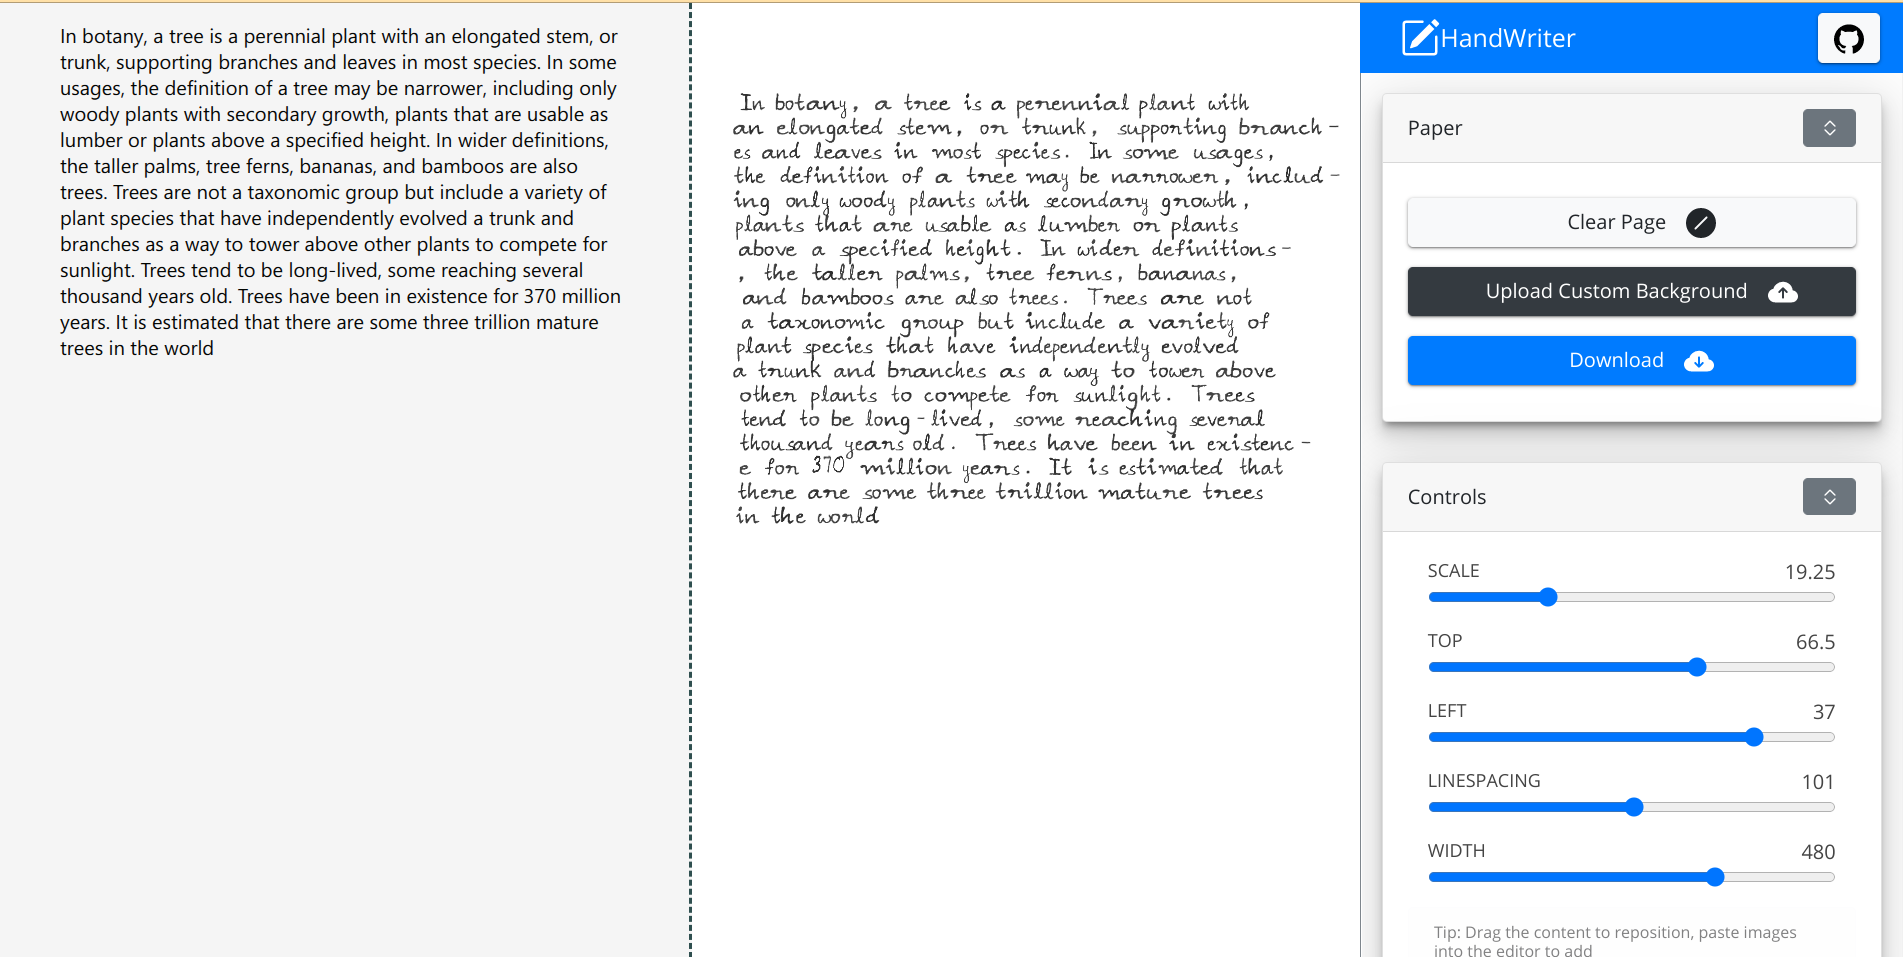 In botany, a tree is a perennial plant with an elongated stem, or
trunk, supporting branches and leaves in most species. In some
usages, the definition of a tree may be narrower, including only
woody plants with secondary growth, plants that are usable as
lumber or plants above a specified height. In wider definitions,
the taller palms, tree ferns, bananas, and bamboos are also
trees. Trees are not a taxonomic group but include a variety of
plant species that have independently evolved a trunk and
branches as a way to tower above other plants to compete for
sunlight. Trees tend to be long-lived, some reaching several
thousand years old. Trees have been in existence for 370 million
years. It is estimated that there are some three trillion mature
trees in the world
In botany, a tree is a perennial plant with
an elongated stem, or trunk, supporting branch-
es and leaves in most species. In some usages,
the definition of a tree may be narrower, includ-
ing only woody plants with secondary growth,
plants that are usable as lumber or plants
above a specified height. In wider definitions-
, the taller palms, tree ferns, bananas,
and bamboos are also trees. Trees are not
a taxonomic group but include a variety of
plant species that have independently evolved
a trunk and branches as a way to tower above
other plants to compete for sunlight. Trees
tend to be long-lived, some reaching several
thousand years old. Trees have been in existenc-
e for 370 million years. It is estimated that
there are some three trillion mature trees
in the world
HandWriter
Paper
Clear Page
Upload Custom Background
Download
Controls
SCALE 19.25
TOP 66.5
LEFT 37
LINESPACING 101
WIDTH 480
Tip: Drag the content to reposition, paste images
into the editor to add